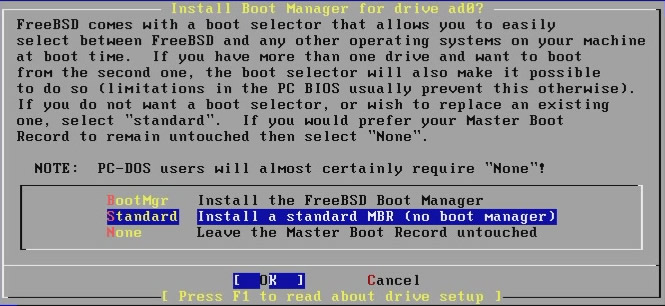 Install Boot Manager for drive ad0?
FreeBSD comes with a boot selector that allows you to easily
select between FreeBSD and any other operating systems on your machine
at boot time.  If you have more than one drive and want to boot
from the second one, the boot selector will also make it possible
to do so (limitations in the PC BIOS usually prevent this otherwise).
If you do not want a boot selector, or wish to replace an existing
one, select "standard".  If you would prefer your Master Boot
Record to remain untouched then select "None".
NOTE:  PC-DOS users will almost certainly require "None"!
BootMgr   Install the FreeBSD Boot Manager
Standard  Install a standard MBR (no boot manager)
None      Leave the Master Boot Record untouched
[  OK  ]  Cancel
[ Press F1 to read about drive setup ]